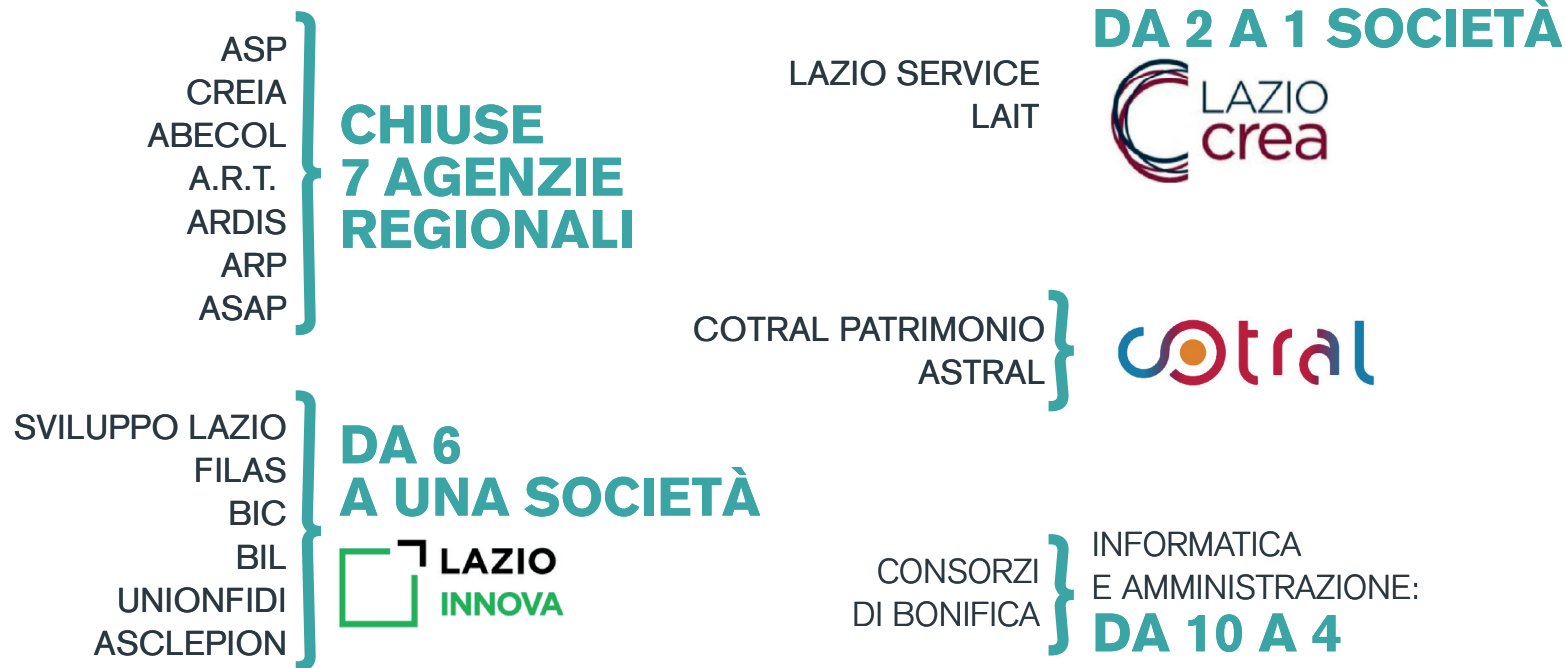 ASP
CREIA
ABECOL
A.R.T.
ARDIS
ARP
ASAP
CHIUSE
7 AGENZIE
REGIONALI
SVILUPPO LAZIO
FILAS
BIC
BIL
UNIONFIDI
ASCLEPION
DA 6
A UNA SOCIETÀ
LAZIO
INNOVA
LAZIO SERVICE
LAIT
DA 2 A 1 SOCIETÀ
LAZIO
crea
COTRAL PATRIMONIO
ASTRAL
cotral
CONSORZI
DI BONIFICA
INFORMATICA
E AMMINISTRAZIONE:
DA 10 A 4